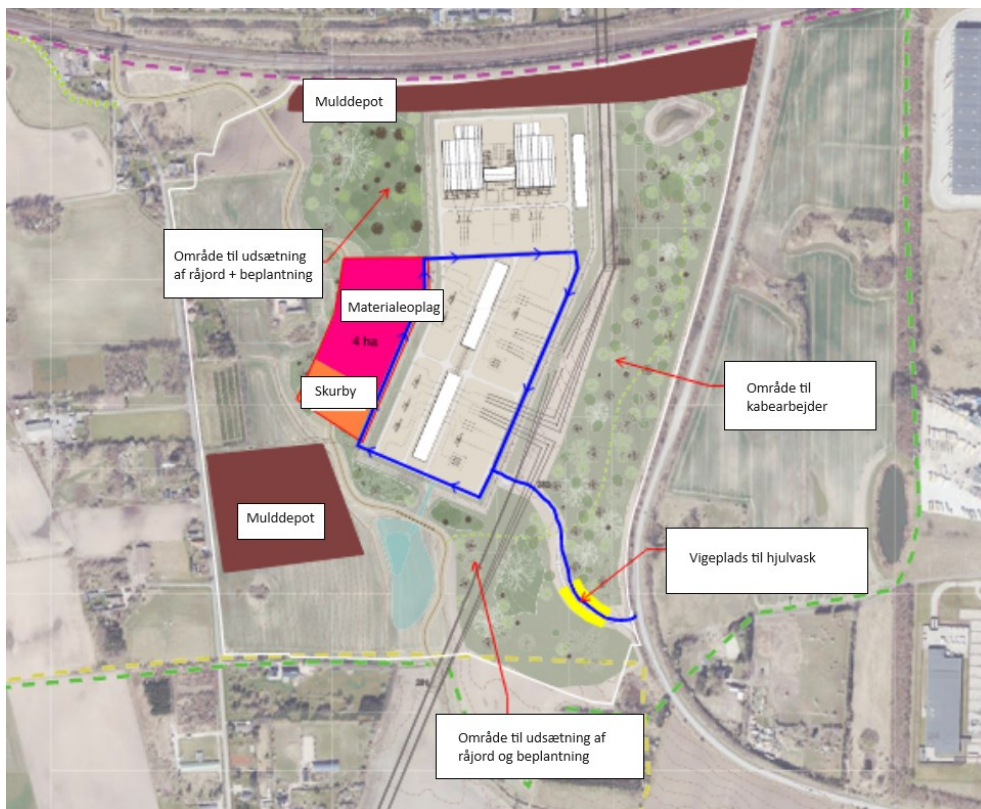 Mulddepot
Område til udsætning
af råjord + beplantning
Materialeoplag
4 ha
Skurby
Område til
kabearbejder
Mulddepot
Vigeplads til hjulvask
Område til udsætning af
råjord og beplantning